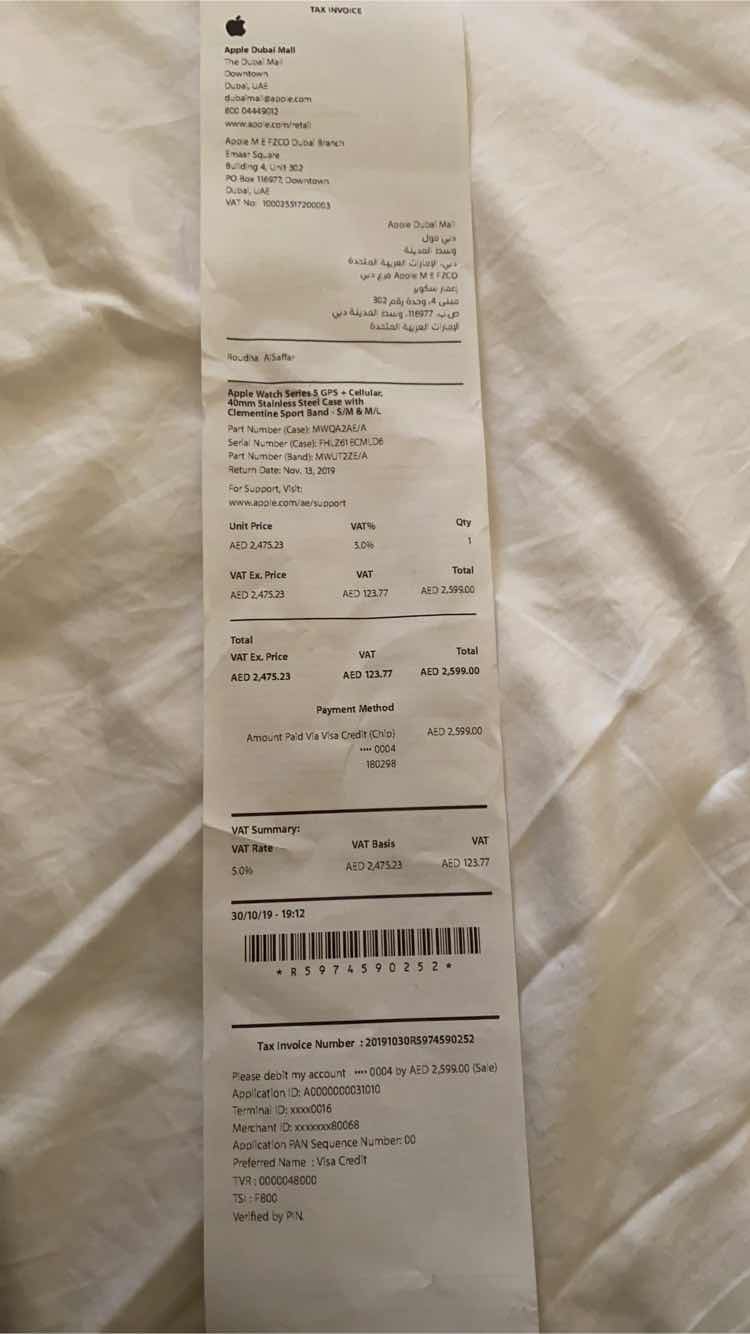 TAX INVOICE
Apple Dubai Mall
The Dubai Mall
Downtown
Dubai, UAE
dubaimall@apple.com
800 04449012
www.apple.com/retail
Apple M E FZCO Dubai Branch
Emaar Square
Building 4, Unit 302
PO Box 116977, Downtown
Dubai, UAE
VAT No: 100035517200003
Apple Dubai Mall
دبي مول
وسط المدينة
دبي، الإمارات العربية المتحدة
Apple M E FZCO فرع دبي
إعمار سكوير
مبنى 4، وحدة رقم 302
ص.ب. 116977، وسط المدينة دبي
الإمارات العربية المتحدة
Roudha AlSaffar
Apple Watch Series 5 GPS + Cellular,
40mm Stainless Steel Case with
Clementine Sport Band - S/M & M/L
Part Number (Case): MWQA2AE/A
Serial Number (Case): FHLZ61ECMLD6
Part Number (Band): MWUT2ZE/A
Return Date: Nov. 13, 2019
For Support, Visit:
www.apple.com/ae/support
Unit Price VAT% Qty
AED 2,475.23 5.0% 1
VAT Ex. Price VAT Total
AED 2,475.23 AED 123.77 AED 2,599.00
Total
VAT Ex. Price VAT Total
AED 2,475.23 AED 123.77 AED 2,599.00
Payment Method
Amount Paid Via Visa Credit (Chip) AED 2,599.00
•••• 0004
180298
VAT Summary:
VAT Rate VAT Basis VAT
5.0% AED 2,475.23 AED 123.77
30/10/19 - 19:12
* R 5 9 7 4 5 9 0 2 5 2 *
Tax Invoice Number : 20191030R5974590252
Please debit my account •••• 0004 by AED 2,599.00 (Sale)
Application ID: A0000000031010
Terminal ID: xxxx0016
Merchant ID: xxxxxxx80068
Application PAN Sequence Number: 00
Preferred Name : Visa Credit
TVR : 0000048000
TSI : F800
Verified by PIN.